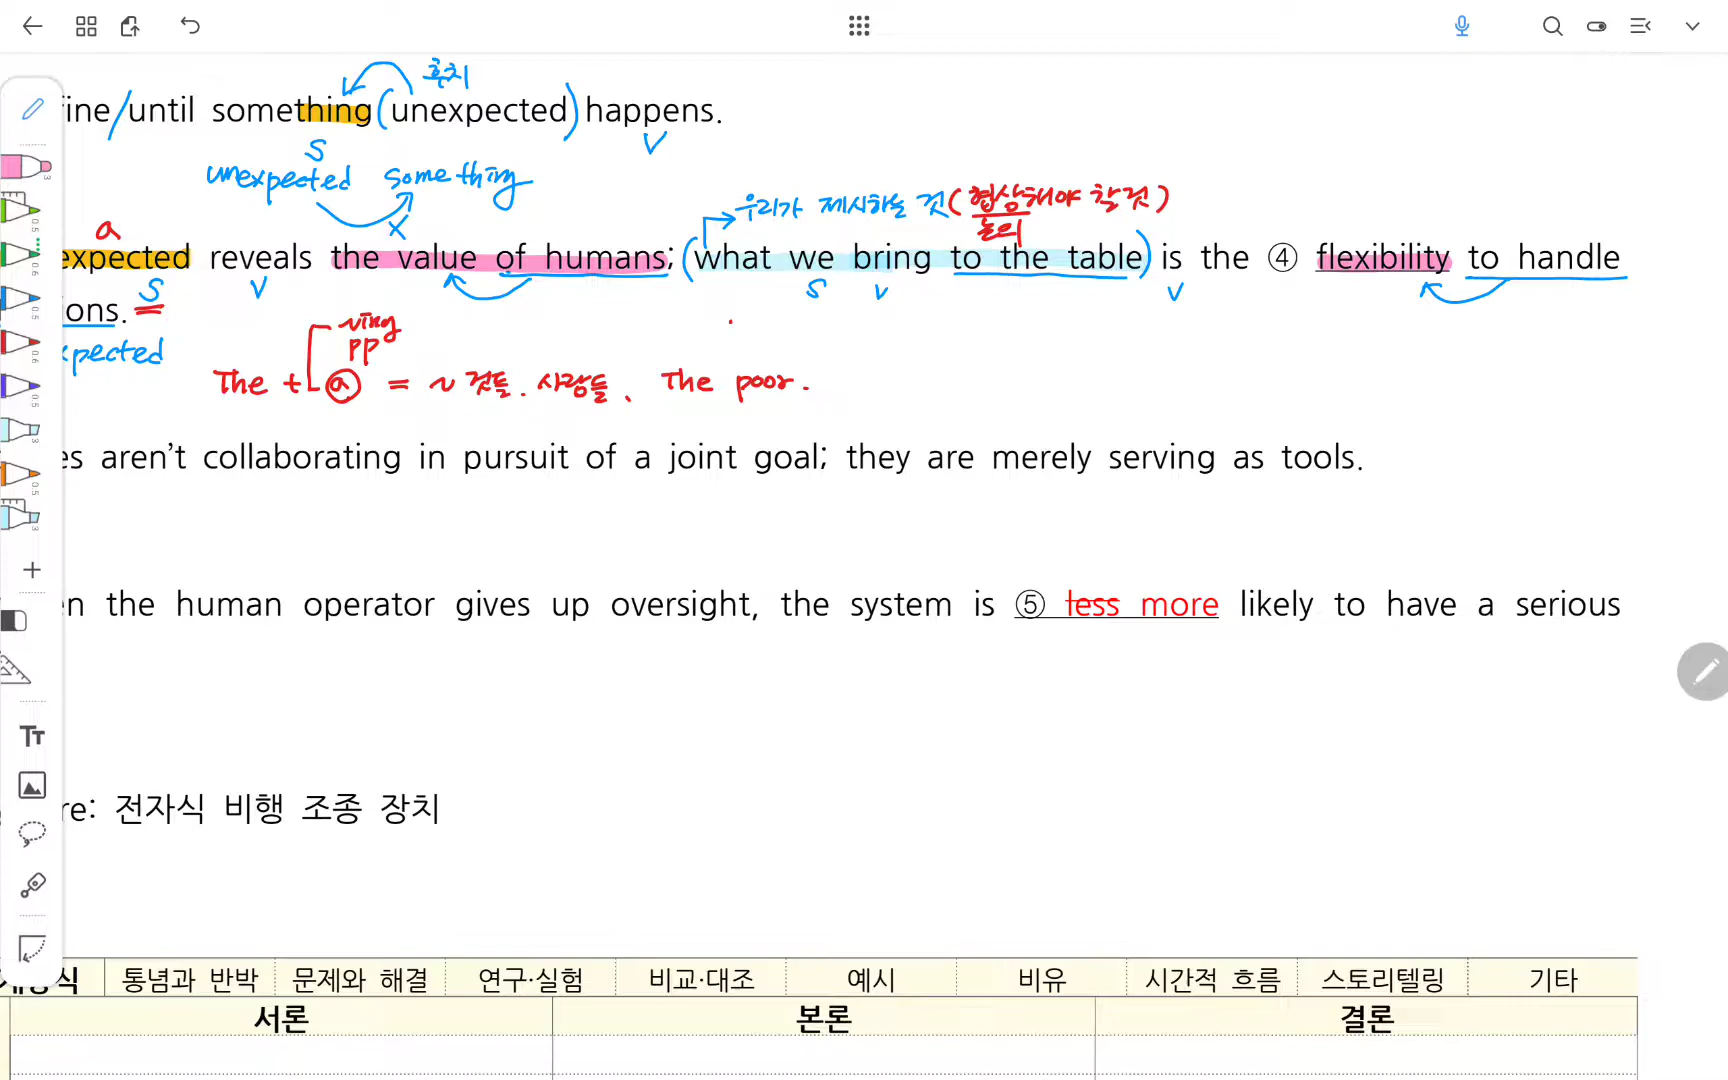 후치
fine/until something (unexpected) happens.
S V
unexpected something
X
우리가 제시하는 것 (협상해야 할 것)
논의
a
expected reveals the value of humans; (what we bring to the table) is the ④ flexibility to handle
S V S V V
ions.
xpected
ving
pp
The + ⓐ = ~ 것들. 사람들, The poor.
es aren't collaborating in pursuit of a joint goal; they are merely serving as tools.
en the human operator gives up oversight, the system is ⑤ less more likely to have a serious
re: 전자식 비행 조종 장치
통념과 반박 문제와 해결 연구·실험 비교·대조 예시 비유 시간적 흐름 스토리텔링 기타
서론 본론 결론